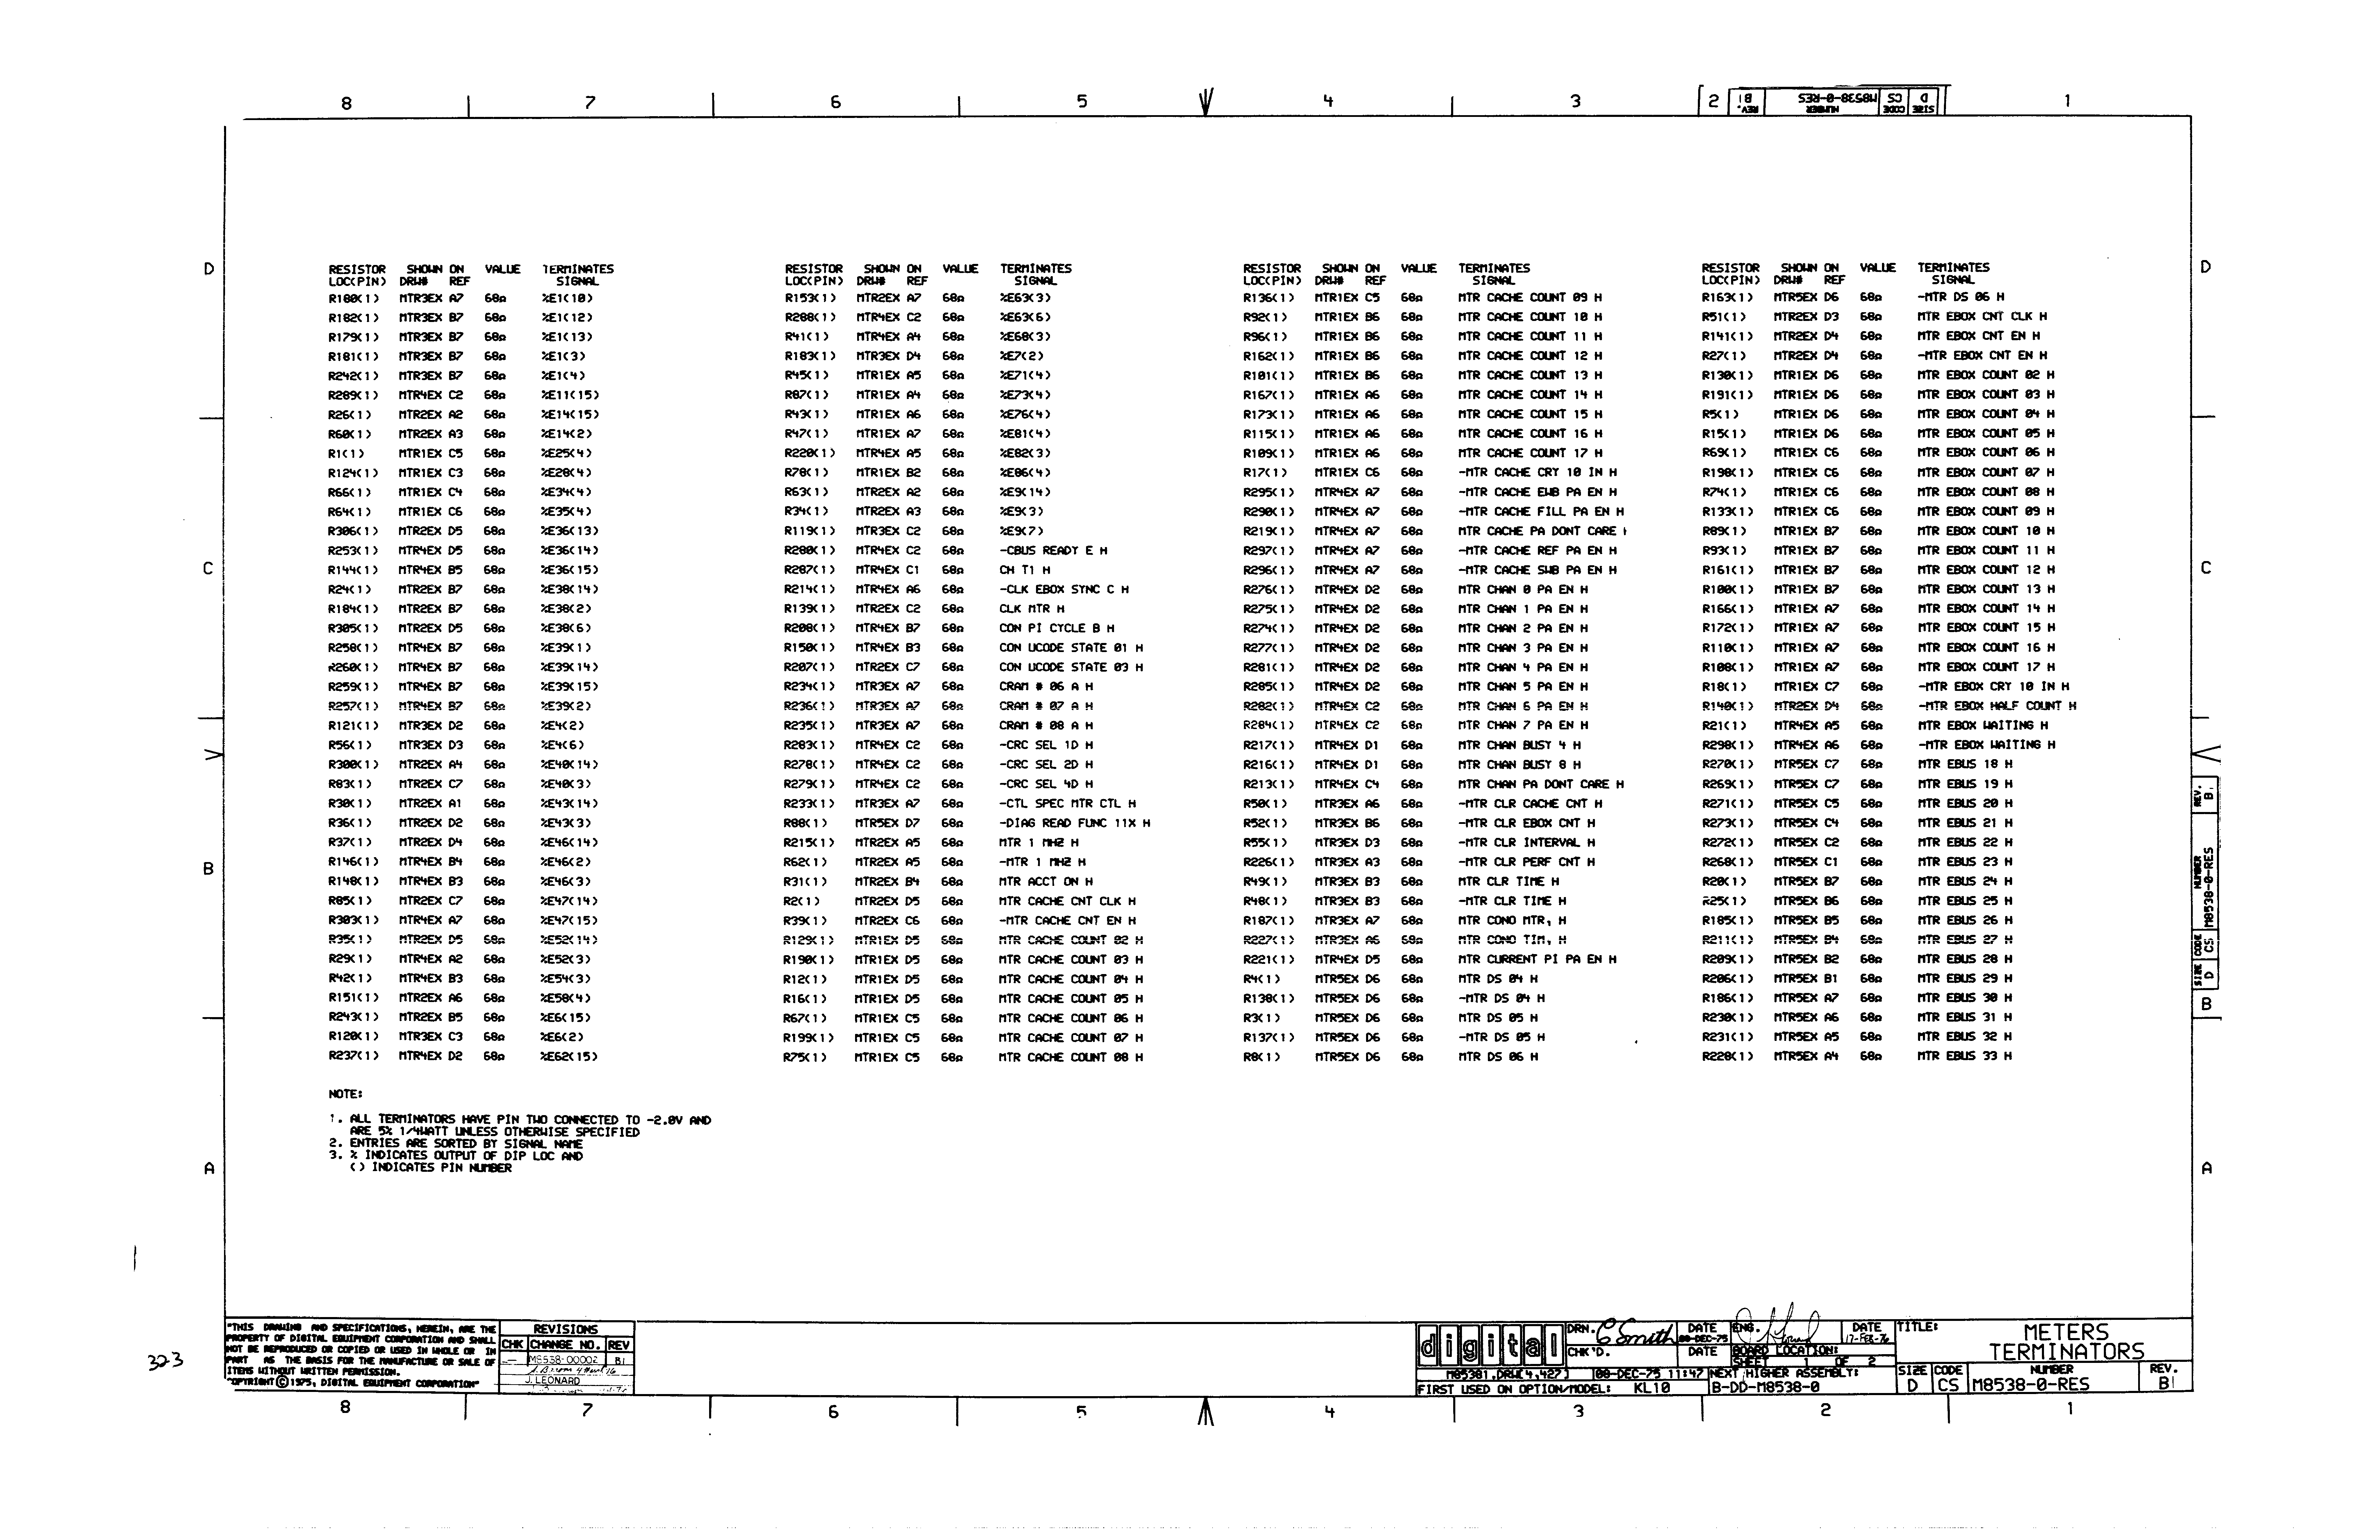 8 7 6 5 4 3 2 1
REV. B1 NUMBER M8538-0-RES CODE CS SIZE D
RESISTOR SHOWN ON VALUE TERMINATES
LOC(PIN) DRW# REF SIGNAL
R180(1) MTR3EX A7 68Ω %E1(10)
R182(1) MTR3EX B7 68Ω %E1(12)
R179(1) MTR3EX B7 68Ω %E1(13)
R181(1) MTR3EX B7 68Ω %E1(3)
R242(1) MTR3EX B7 68Ω %E1(4)
R289(1) MTR4EX C2 68Ω %E11(15)
R26(1) MTR2EX A2 68Ω %E14(15)
R60(1) MTR2EX A3 68Ω %E14(2)
R1(1) MTR1EX C5 68Ω %E25(4)
R124(1) MTR1EX C3 68Ω %E28(4)
R66(1) MTR1EX C4 68Ω %E34(4)
R64(1) MTR1EX C6 68Ω %E35(4)
R306(1) MTR2EX D5 68Ω %E36(13)
R253(1) MTR4EX D5 68Ω %E36(14)
R144(1) MTR4EX B5 68Ω %E36(15)
R24(1) MTR2EX B7 68Ω %E38(14)
R184(1) MTR2EX B7 68Ω %E38(2)
R305(1) MTR2EX D5 68Ω %E38(6)
R258(1) MTR4EX B7 68Ω %E39(1)
R260(1) MTR4EX B7 68Ω %E39(14)
R259(1) MTR4EX B7 68Ω %E39(15)
R257(1) MTR4EX B7 68Ω %E39(2)
R121(1) MTR3EX D2 68Ω %E4(2)
R56(1) MTR3EX D3 68Ω %E4(6)
R300(1) MTR2EX A4 68Ω %E40(14)
R83(1) MTR2EX C7 68Ω %E40(3)
R30(1) MTR2EX A1 68Ω %E43(14)
R36(1) MTR2EX D2 68Ω %E43(3)
R37(1) MTR2EX D4 68Ω %E46(14)
R146(1) MTR4EX B4 68Ω %E46(2)
R148(1) MTR4EX B3 68Ω %E46(3)
R85(1) MTR2EX C7 68Ω %E47(14)
R303(1) MTR4EX A7 68Ω %E47(15)
R35(1) MTR2EX D5 68Ω %E52(14)
R29(1) MTR4EX A2 68Ω %E52(3)
R42(1) MTR4EX B3 68Ω %E54(3)
R151(1) MTR2EX A6 68Ω %E58(4)
R243(1) MTR2EX B5 68Ω %E6(15)
R120(1) MTR3EX C3 68Ω %E6(2)
R237(1) MTR4EX D2 68Ω %E62(15)
RESISTOR SHOWN ON VALUE TERMINATES
LOC(PIN) DRW# REF SIGNAL
R153(1) MTR2EX A7 68Ω %E63(3)
R288(1) MTR4EX C2 68Ω %E63(6)
R41(1) MTR4EX A4 68Ω %E68(3)
R183(1) MTR3EX D4 68Ω %E7(2)
R45(1) MTR1EX A5 68Ω %E71(4)
R87(1) MTR1EX A4 68Ω %E73(4)
R43(1) MTR1EX A6 68Ω %E76(4)
R47(1) MTR1EX A7 68Ω %E81(4)
R220(1) MTR4EX A5 68Ω %E82(3)
R78(1) MTR1EX B2 68Ω %E86(4)
R63(1) MTR2EX A2 68Ω %E9(14)
R34(1) MTR2EX A3 68Ω %E9(3)
R119(1) MTR3EX C2 68Ω %E9(7)
R280(1) MTR4EX C2 68Ω -CBUS READY E H
R287(1) MTR4EX C1 68Ω CH T1 H
R214(1) MTR4EX A6 68Ω -CLK EBOX SYNC C H
R139(1) MTR2EX C2 68Ω CLK MTR H
R208(1) MTR4EX B7 68Ω CON PI CYCLE B H
R150(1) MTR4EX B3 68Ω CON UCODE STATE 01 H
R207(1) MTR2EX C7 68Ω CON UCODE STATE 03 H
R234(1) MTR3EX A7 68Ω CRAM # 06 A H
R236(1) MTR3EX A7 68Ω CRAM # 07 A H
R235(1) MTR3EX A7 68Ω CRAM # 08 A H
R283(1) MTR4EX C2 68Ω -CRC SEL 1D H
R278(1) MTR4EX C2 68Ω -CRC SEL 2D H
R279(1) MTR4EX C2 68Ω -CRC SEL 4D H
R233(1) MTR3EX A7 68Ω -CTL SPEC MTR CTL H
R88(1) MTR5EX D7 68Ω -DIAG READ FUNC 11X H
R215(1) MTR2EX A5 68Ω MTR 1 MHZ H
R62(1) MTR2EX A5 68Ω -MTR 1 MHZ H
R31(1) MTR2EX B4 68Ω MTR ACCT ON H
R2(1) MTR2EX D5 68Ω MTR CACHE CNT CLK H
R39(1) MTR2EX C6 68Ω -MTR CACHE CNT EN H
R129(1) MTR1EX D5 68Ω MTR CACHE COUNT 02 H
R190(1) MTR1EX D5 68Ω MTR CACHE COUNT 03 H
R12(1) MTR1EX D5 68Ω MTR CACHE COUNT 04 H
R16(1) MTR1EX D5 68Ω MTR CACHE COUNT 05 H
R67(1) MTR1EX C5 68Ω MTR CACHE COUNT 06 H
R199(1) MTR1EX C5 68Ω MTR CACHE COUNT 07 H
R75(1) MTR1EX C5 68Ω MTR CACHE COUNT 08 H
RESISTOR SHOWN ON VALUE TERMINATES
LOC(PIN) DRW# REF SIGNAL
R136(1) MTR1EX C5 68Ω MTR CACHE COUNT 09 H
R92(1) MTR1EX B6 68Ω MTR CACHE COUNT 10 H
R96(1) MTR1EX B6 68Ω MTR CACHE COUNT 11 H
R162(1) MTR1EX B6 68Ω MTR CACHE COUNT 12 H
R101(1) MTR1EX B6 68Ω MTR CACHE COUNT 13 H
R167(1) MTR1EX A6 68Ω MTR CACHE COUNT 14 H
R173(1) MTR1EX A6 68Ω MTR CACHE COUNT 15 H
R115(1) MTR1EX A6 68Ω MTR CACHE COUNT 16 H
R109(1) MTR1EX A6 68Ω MTR CACHE COUNT 17 H
R17(1) MTR1EX C6 68Ω -MTR CACHE CRY 10 IN H
R295(1) MTR4EX A7 68Ω -MTR CACHE EWB PA EN H
R290(1) MTR4EX A7 68Ω -MTR CACHE FILL PA EN H
R219(1) MTR4EX A7 68Ω MTR CACHE PA DONT CARE
R297(1) MTR4EX A7 68Ω -MTR CACHE REF PA EN H
R296(1) MTR4EX A7 68Ω -MTR CACHE SWB PA EN H
R276(1) MTR4EX D2 68Ω MTR CHAN 0 PA EN H
R275(1) MTR4EX D2 68Ω MTR CHAN 1 PA EN H
R274(1) MTR4EX D2 68Ω MTR CHAN 2 PA EN H
R277(1) MTR4EX D2 68Ω MTR CHAN 3 PA EN H
R281(1) MTR4EX D2 68Ω MTR CHAN 4 PA EN H
R285(1) MTR4EX D2 68Ω MTR CHAN 5 PA EN H
R282(1) MTR4EX C2 68Ω MTR CHAN 6 PA EN H
R284(1) MTR4EX C2 68Ω MTR CHAN 7 PA EN H
R217(1) MTR4EX D1 68Ω MTR CHAN BUSY 4 H
R216(1) MTR4EX D1 68Ω MTR CHAN BUSY 8 H
R213(1) MTR4EX C4 68Ω MTR CHAN PA DONT CARE H
R50(1) MTR3EX A6 68Ω -MTR CLR CACHE CNT H
R52(1) MTR3EX B6 68Ω -MTR CLR EBOX CNT H
R55(1) MTR3EX D3 68Ω -MTR CLR INTERVAL H
R226(1) MTR3EX A3 68Ω -MTR CLR PERF CNT H
R49(1) MTR3EX B3 68Ω MTR CLR TIME H
R48(1) MTR3EX B3 68Ω -MTR CLR TIME H
R187(1) MTR3EX A7 68Ω MTR COND MTR, H
R227(1) MTR3EX A6 68Ω MTR COND TIM, H
R221(1) MTR4EX D5 68Ω MTR CURRENT PI PA EN H
R4(1) MTR5EX D6 68Ω MTR DS 04 H
R138(1) MTR5EX D6 68Ω -MTR DS 04 H
R3(1) MTR5EX D6 68Ω MTR DS 05 H
R137(1) MTR5EX D6 68Ω -MTR DS 05 H
R8(1) MTR5EX D6 68Ω MTR DS 06 H
RESISTOR SHOWN ON VALUE TERMINATES
LOC(PIN) DRW# REF SIGNAL
R163(1) MTR5EX D6 68Ω -MTR DS 06 H
R51(1) MTR2EX D3 68Ω MTR EBOX CNT CLK H
R141(1) MTR2EX D4 68Ω MTR EBOX CNT EN H
R27(1) MTR2EX D4 68Ω -MTR EBOX CNT EN H
R130(1) MTR1EX D6 68Ω MTR EBOX COUNT 02 H
R191(1) MTR1EX D6 68Ω MTR EBOX COUNT 03 H
R5(1) MTR1EX D6 68Ω MTR EBOX COUNT 04 H
R15(1) MTR1EX D6 68Ω MTR EBOX COUNT 05 H
R69(1) MTR1EX C6 68Ω MTR EBOX COUNT 06 H
R198(1) MTR1EX C6 68Ω MTR EBOX COUNT 07 H
R74(1) MTR1EX C6 68Ω MTR EBOX COUNT 08 H
R133(1) MTR1EX C6 68Ω MTR EBOX COUNT 09 H
R89(1) MTR1EX B7 68Ω MTR EBOX COUNT 10 H
R93(1) MTR1EX B7 68Ω MTR EBOX COUNT 11 H
R161(1) MTR1EX B7 68Ω MTR EBOX COUNT 12 H
R100(1) MTR1EX B7 68Ω MTR EBOX COUNT 13 H
R166(1) MTR1EX A7 68Ω MTR EBOX COUNT 14 H
R172(1) MTR1EX A7 68Ω MTR EBOX COUNT 15 H
R110(1) MTR1EX A7 68Ω MTR EBOX COUNT 16 H
R108(1) MTR1EX A7 68Ω MTR EBOX COUNT 17 H
R18(1) MTR1EX C7 68Ω -MTR EBOX CRY 10 IN H
R140(1) MTR2EX D4 68Ω -MTR EBOX HALF COUNT H
R21(1) MTR4EX A5 68Ω MTR EBOX WAITING H
R298(1) MTR4EX A6 68Ω -MTR EBOX WAITING H
R270(1) MTR5EX C7 68Ω MTR EBUS 18 H
R269(1) MTR5EX C7 68Ω MTR EBUS 19 H
R271(1) MTR5EX C5 68Ω MTR EBUS 20 H
R273(1) MTR5EX C4 68Ω MTR EBUS 21 H
R272(1) MTR5EX C2 68Ω MTR EBUS 22 H
R268(1) MTR5EX C1 68Ω MTR EBUS 23 H
R20(1) MTR5EX B7 68Ω MTR EBUS 24 H
R25(1) MTR5EX B6 68Ω MTR EBUS 25 H
R185(1) MTR5EX B5 68Ω MTR EBUS 26 H
R211(1) MTR5EX B4 68Ω MTR EBUS 27 H
R209(1) MTR5EX B2 68Ω MTR EBUS 28 H
R206(1) MTR5EX B1 68Ω MTR EBUS 29 H
R186(1) MTR5EX A7 68Ω MTR EBUS 30 H
R230(1) MTR5EX A6 68Ω MTR EBUS 31 H
R231(1) MTR5EX A5 68Ω MTR EBUS 32 H
R228(1) MTR5EX A4 68Ω MTR EBUS 33 H
D
C
B
A
D
C
B
A
SIZE D CODE CS NUMBER M8538-0-RES REV. B1
NOTE:
1. ALL TERMINATORS HAVE PIN TWO CONNECTED TO -2.0V AND
ARE 5% 1/4WATT UNLESS OTHERWISE SPECIFIED
2. ENTRIES ARE SORTED BY SIGNAL NAME
3. % INDICATES OUTPUT OF DIP LOC AND
() INDICATES PIN NUMBER
323
"THIS DRAWING AND SPECIFICATIONS, HEREIN, ARE THE
PROPERTY OF DIGITAL EQUIPMENT CORPORATION AND SHALL
NOT BE REPRODUCED OR COPIED OR USED IN WHOLE OR IN
PART AS THE BASIS FOR THE MANUFACTURE OR SALE OF
ITEMS WITHOUT WRITTEN PERMISSION.
"COPYRIGHT © 1975, DIGITAL EQUIPMENT CORPORATION"
REVISIONS
CHK CHANGE NO. REV
M8538-00002 B1
J. LEONARD
digital
DRN. C Smith DATE 08-DEC-75
CHK'D. DATE
ENG. DATE 17-FEB-76
BOARD LOCATION:
SHEET 1 OF 2
M85381.DRW[4,427] 08-DEC-75 11:47 NEXT HIGHER ASSEMBLY:
FIRST USED ON OPTION/MODEL: KL10 B-DD-M8538-0
TITLE: METERS
TERMINATORS
SIZE CODE NUMBER REV.
D CS M8538-0-RES B1
8 7 6 5 4 3 2 1